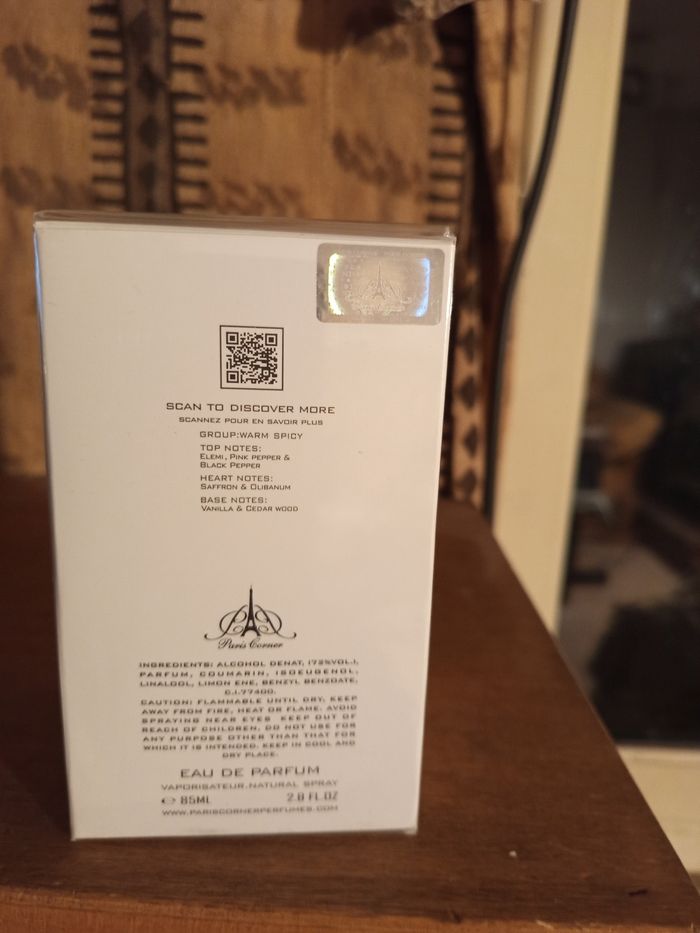 SCAN TO DISCOVER MORE
SCANNEZ POUR EN SAVOIR PLUS
GROUP:WARM SPICY
TOP NOTES:
ELEMI, PINK PEPPER &
BLACK PEPPER
HEART NOTES:
SAFFRON & OLIBANUM
BASE NOTES:
VANILLA & CEDAR WOOD
Paris Corner
INGREDIENTS: ALCOHOL DENAT, (72%VOL.),
PARFUM, COUMARIN, ISOEUGENOL,
LINALOOL, LIMON ENE, BENZYL BENZOATE,
C.I.77400.
CAUTION: FLAMMABLE UNTIL DRY, KEEP
AWAY FROM FIRE, HEAT OR FLAME. AVOID
SPRAYING NEAR EYES KEEP OUT OF
REACH OF CHILDREN, DO NOT USE FOR
ANY PURPOSE OTHER THAN THAT FOR
WHICH IT IS INTENDED. KEEP IN COOL AND
DRY PLACE.
EAU DE PARFUM
VAPORISATEUR.NATURAL SPRAY
85ML 2.8 FL.OZ
WWW.PARISCORNERPERFUMES.COM